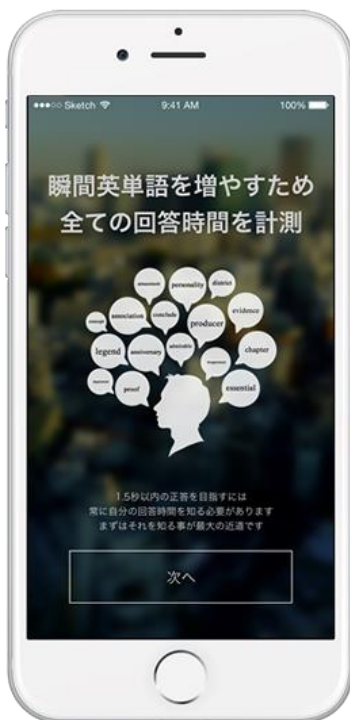 Sketch 9:41 AM 100%
瞬間英単語を増やすため
全ての回答時間を計測
personality district
association conclude producer evidence
legend anniversary admirable chapter
proof essential
1.5秒以内の正答を目指すには
常に自分の回答時間を知る必要があります
まずはそれを知る事が最大の近道です
次へ